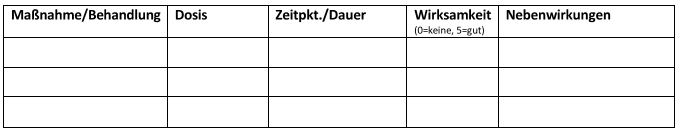 Maßnahme/Behandlung Dosis Zeitpkt./Dauer Wirksamkeit Nebenwirkungen
(0=keine, 5=gut)